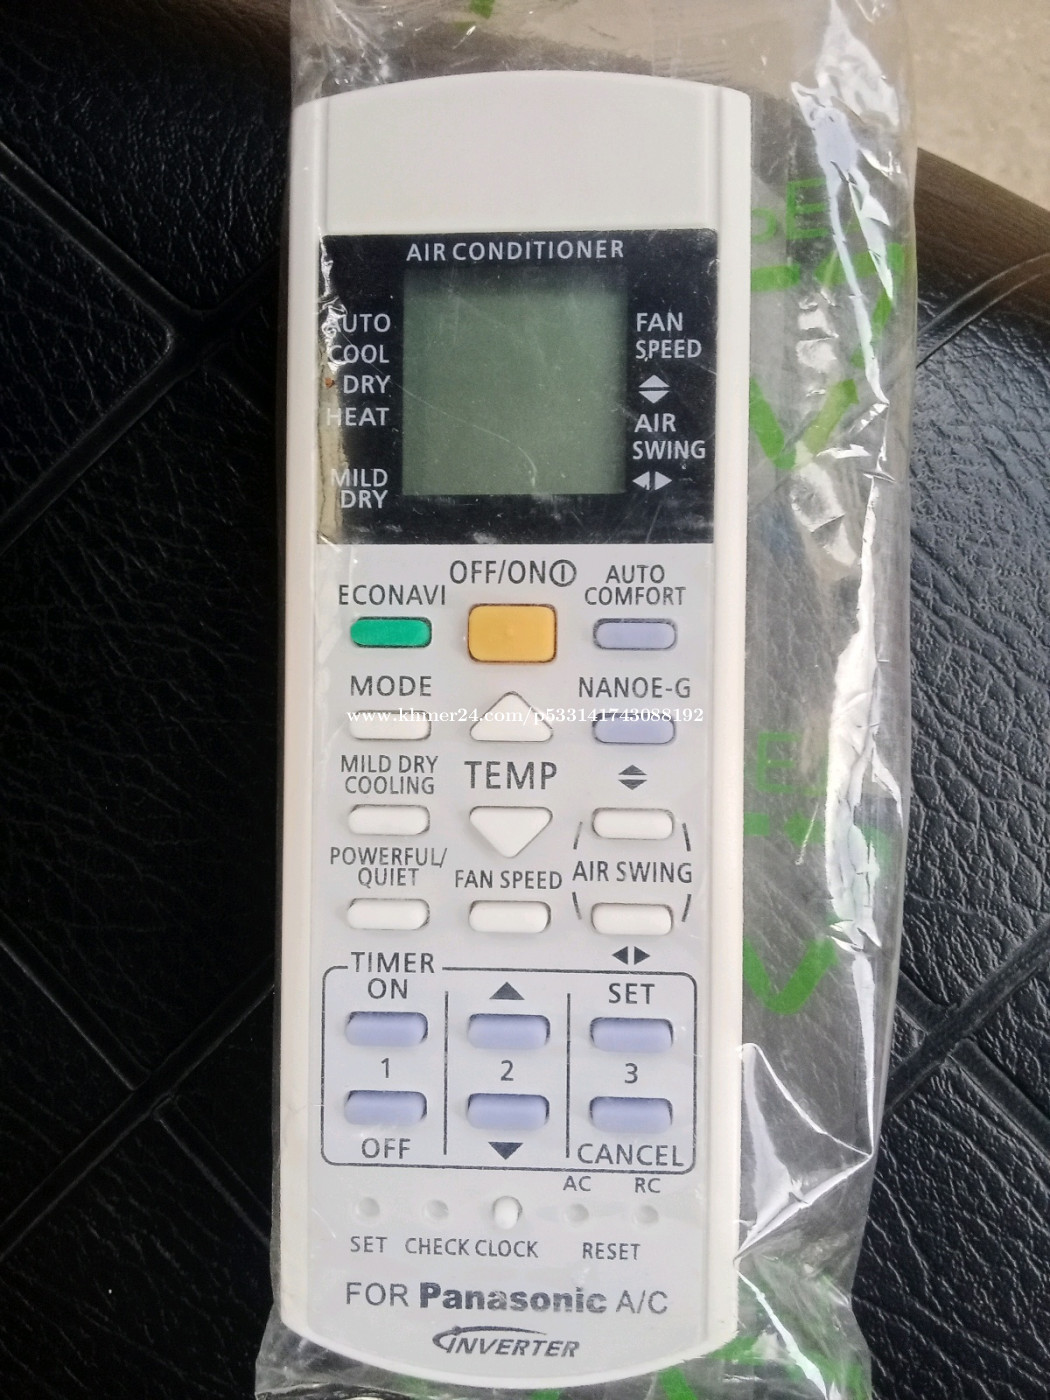 AIR CONDITIONER
AUTO
COOL
DRY
HEAT
MILD
DRY
FAN
SPEED
AIR
SWING
OFF/ON
ECONAVI
AUTO
COMFORT
MODE
NANOE-G
www.khmer24.com/p533141743088192
MILD DRY
COOLING
TEMP
POWERFUL/
QUIET
FAN SPEED
AIR SWING
TIMER
ON
SET
1
2
3
OFF
CANCEL
AC RC
SET CHECK CLOCK RESET
FOR Panasonic A/C
INVERTER